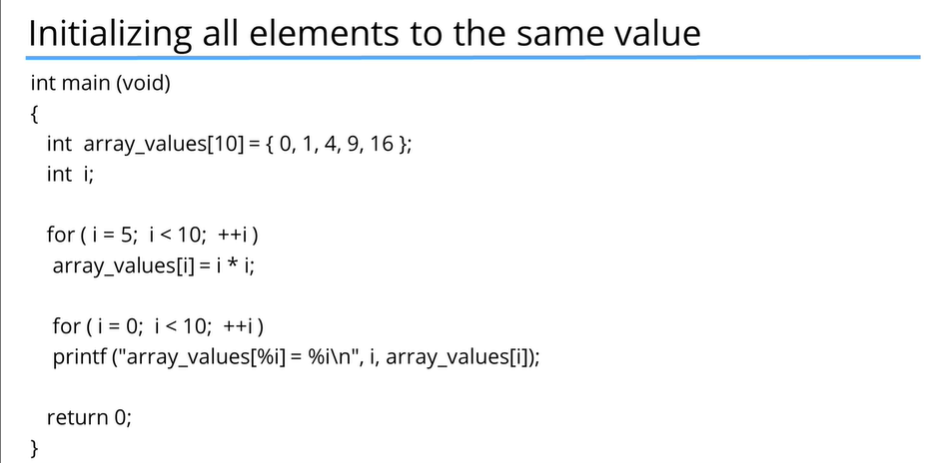 Initializing all elements to the same value
int main (void)
{
int array_values[10] = { 0, 1, 4, 9, 16 };
int i;
for ( i = 5; i < 10; ++i )
array_values[i] = i * i;
for ( i = 0; i < 10; ++i )
printf ("array_values[%i] = %i\n", i, array_values[i]);
return 0;
}